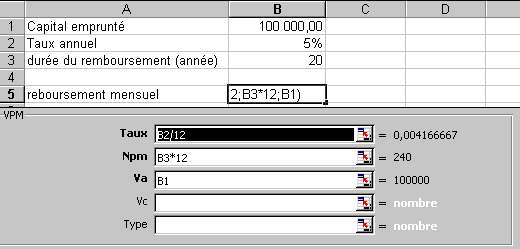 A B C D
1 Capital emprunté 100 000,00
2 Taux annuel 5%
3 durée du remboursement (année) 20
4
5 reboursement mensuel 2;B3*12;B1)
VPM
Taux B2/12 = 0,004166667
Npm B3*12 = 240
Va B1 = 100000
Vc = nombre
Type = nombre